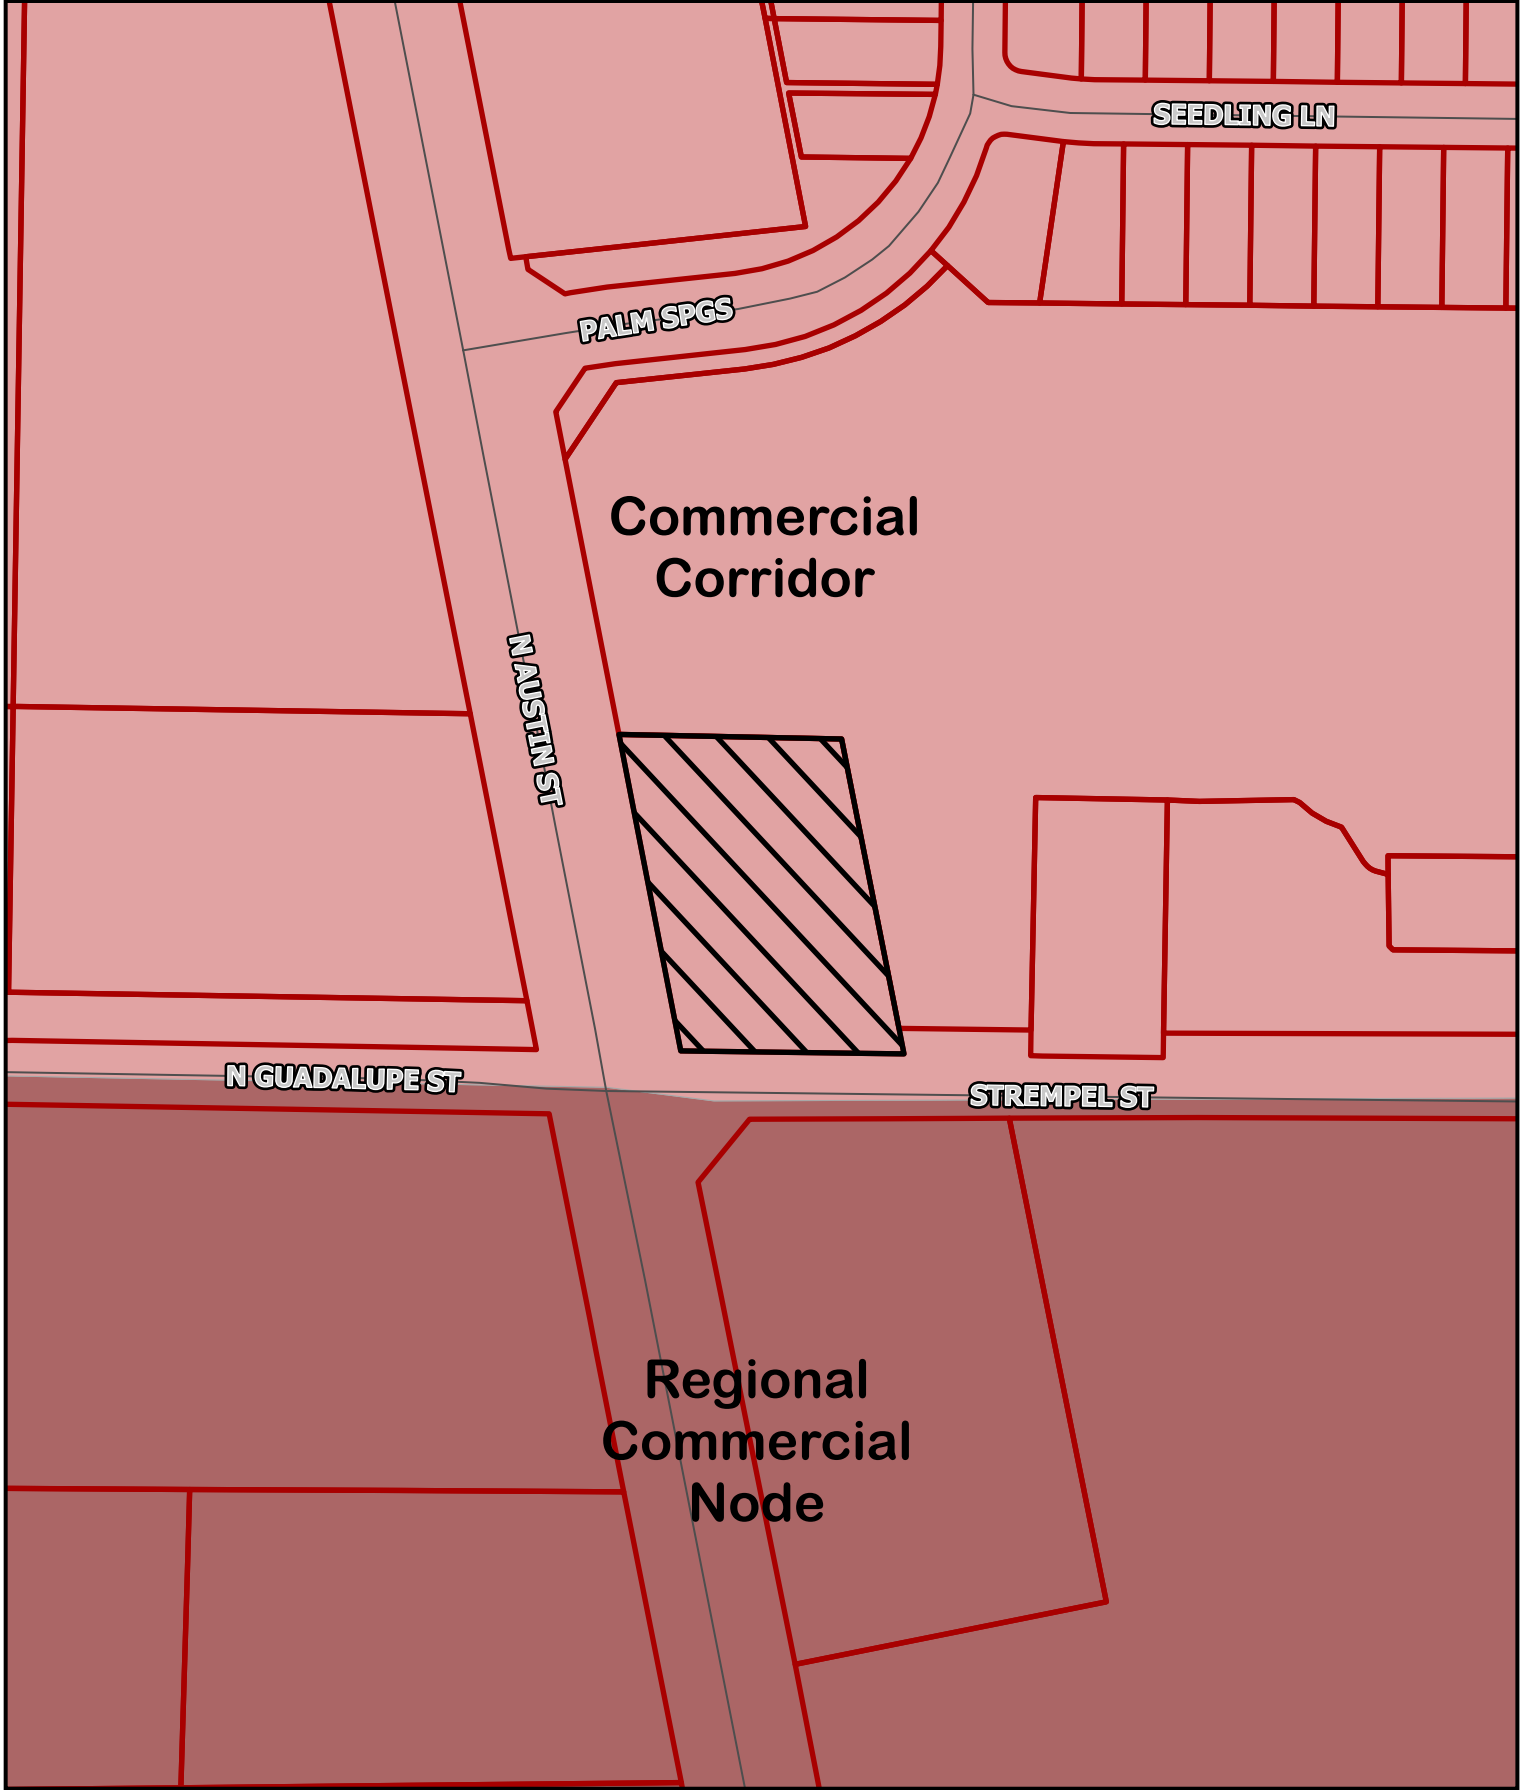 SEEDLING LN
PALM SPGS
Commercial
Corridor
N AUSTIN ST
N GUADALUPE ST
STREMPEL ST
Regional
Commercial
Node